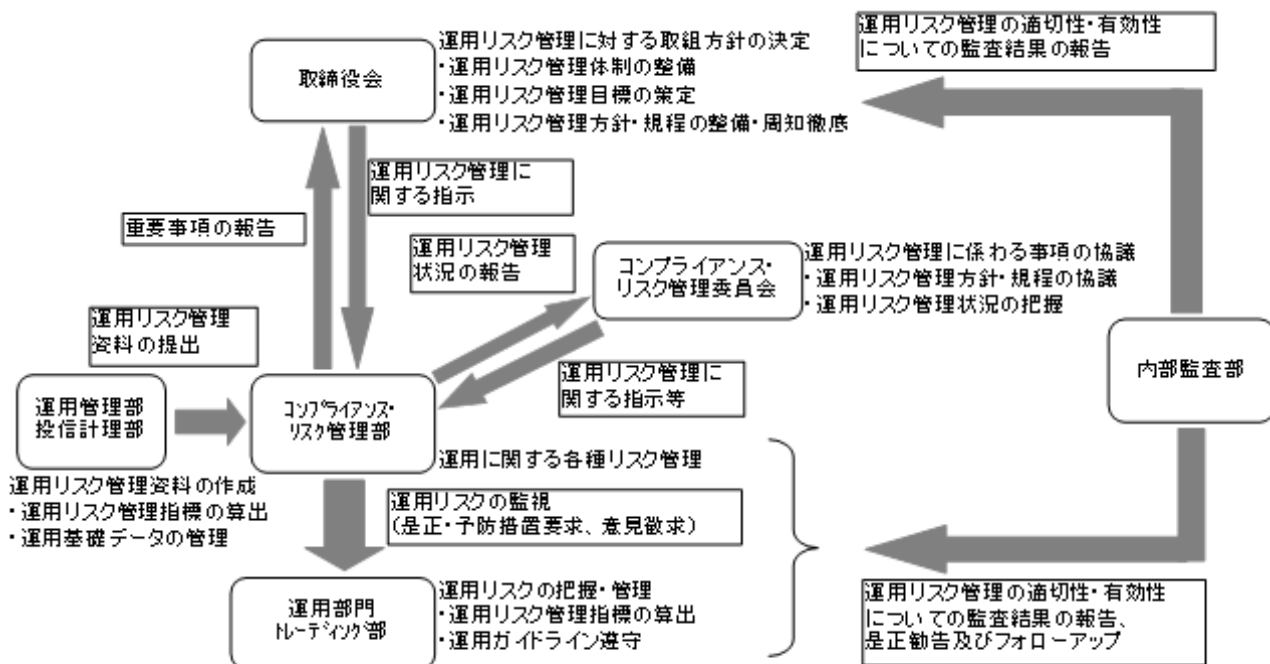 運用リスク管理に対する取組方針の決定
・運用リスク管理体制の整備
・運用リスク管理目標の策定
・運用リスク管理方針・規程の整備・周知徹底
取締役会
運用リスク管理の適切性・有効性
についての監査結果の報告
運用リスク管理に
関する指示
重要事項の報告
運用リスク管理
状況の報告
コンプライアンス・
リスク管理委員会
運用リスク管理に係わる事項の協議
・運用リスク管理方針・規程の協議
・運用リスク管理状況の把握
運用リスク管理
資料の提出
運用リスク管理に
関する指示等
内部監査部
運用管理部
投信計理部
コンプライアンス・
リスク管理部
運用に関する各種リスク管理
運用リスク管理資料の作成
・運用リスク管理指標の算出
・運用基礎データの管理
運用リスクの監視
（是正・予防措置要求、意見徴求）
運用部門
トレーディング部
運用リスクの把握・管理
・運用リスク管理指標の算出
・運用ガイドライン遵守
運用リスク管理の適切性・有効性
についての監査結果の報告、
是正勧告及びフォローアップ